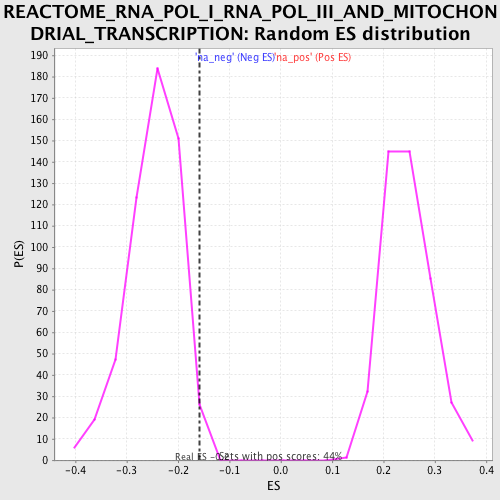 REACTOME_RNA_POL_I_RNA_POL_III_AND_MITOCHON
DRIAL_TRANSCRIPTION: Random ES distribution
'na_neg' (Neg ES) 'na_pos' (Pos ES)
190
180
170
160
150
140
130
120
110
100
90
80
70
60
50
40
30
20
10
0
P(ES)
Real ES -0.2 Sets with pos scores: 44%
-0.4 -0.3 -0.2 -0.1 0.0 0.1 0.2 0.3 0.4
ES